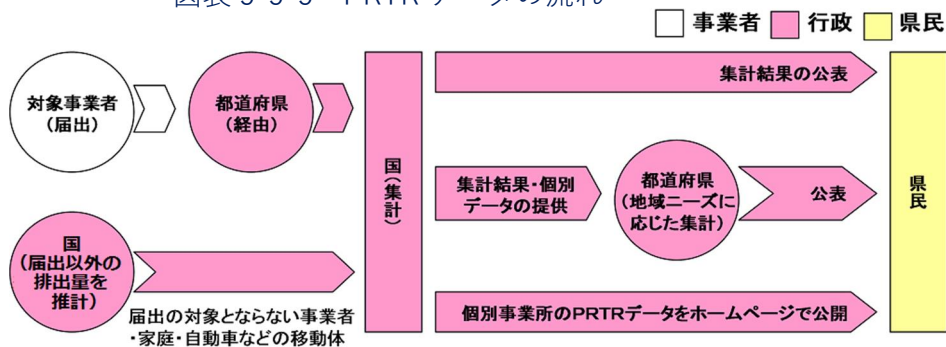 事業者 行政 県民
対象事業者
(届出)
都道府県
(経由)
国
(届出以外の
排出量を
推計)
届出の対象とならない事業者
・家庭・自動車などの移動体
国(集計)
集計結果の公表
集計結果・個別
データの提供
都道府県
(地域ニーズに
応じた集計)
公表
個別事業所のPRTRデータをホームページで公開
県民